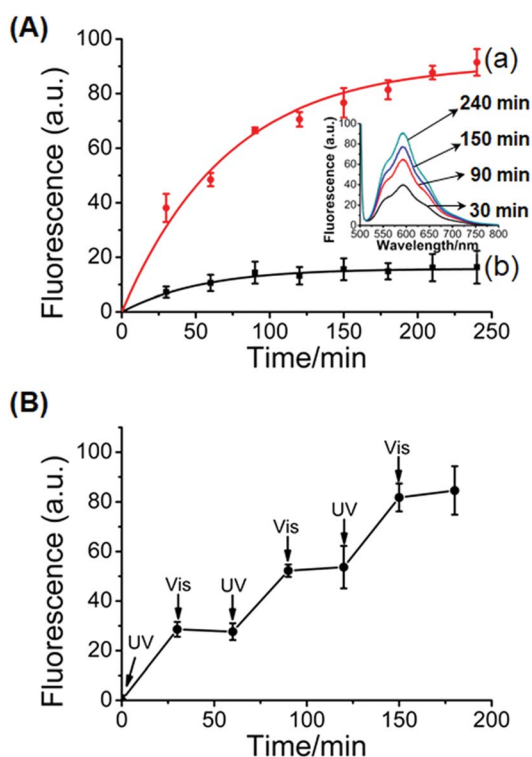 (A)
Fluorescence (a.u.)
100
80
60
40
20
0
0 50 100 150 200 250
Time/min
(a)
(b)
Fluorescence (a.u.)
100
80
60
40
20
0
500 550 600 650 700 750 800
Wavelength/nm
240 min
150 min
90 min
30 min
(B)
Fluorescence (a.u.)
100
80
60
40
20
0
UV
Vis
UV
Vis
UV
Vis
0 50 100 150 200
Time/min